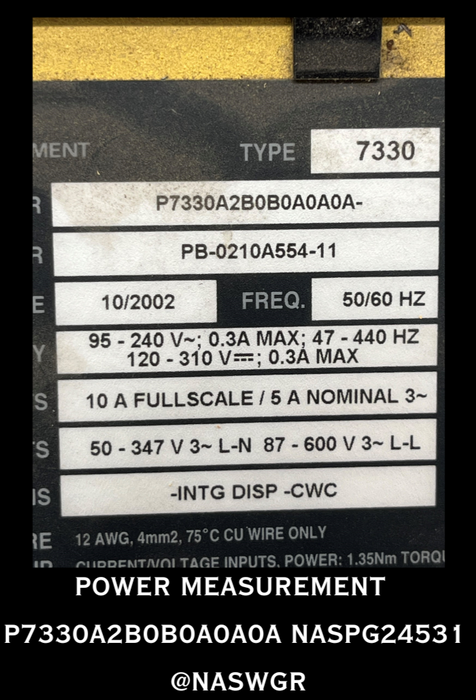 MENT TYPE 7330
R P7330A2B0B0A0A0A-
R PB-0210A554-11
E 10/2002 FREQ. 50/60 HZ
Y 95 - 240 V~; 0.3A MAX; 47 - 440 HZ
120 - 310 V⎓; 0.3A MAX
S 10 A FULLSCALE / 5 A NOMINAL 3~
TS 50 - 347 V 3~ L-N 87 - 600 V 3~ L-L
NS -INTG DISP -CWC
RE 12 AWG, 4mm2, 75°C CU WIRE ONLY
CURRENT/VOLTAGE INPUTS, POWER: 1.35Nm TORQU
POWER MEASUREMENT
P7330A2B0B0A0A0A NASPG24531
@NASWGR